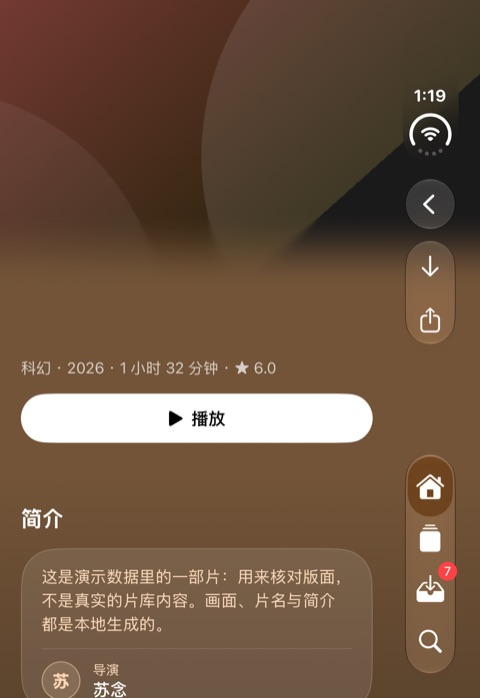 1:19
科幻 · 2026 · 1 小时 32 分钟 · ★ 6.0
播放
简介
这是演示数据里的一部片：用来核对版面，
不是真实的片库内容。画面、片名与简介
都是本地生成的。
7
苏
导演
苏念